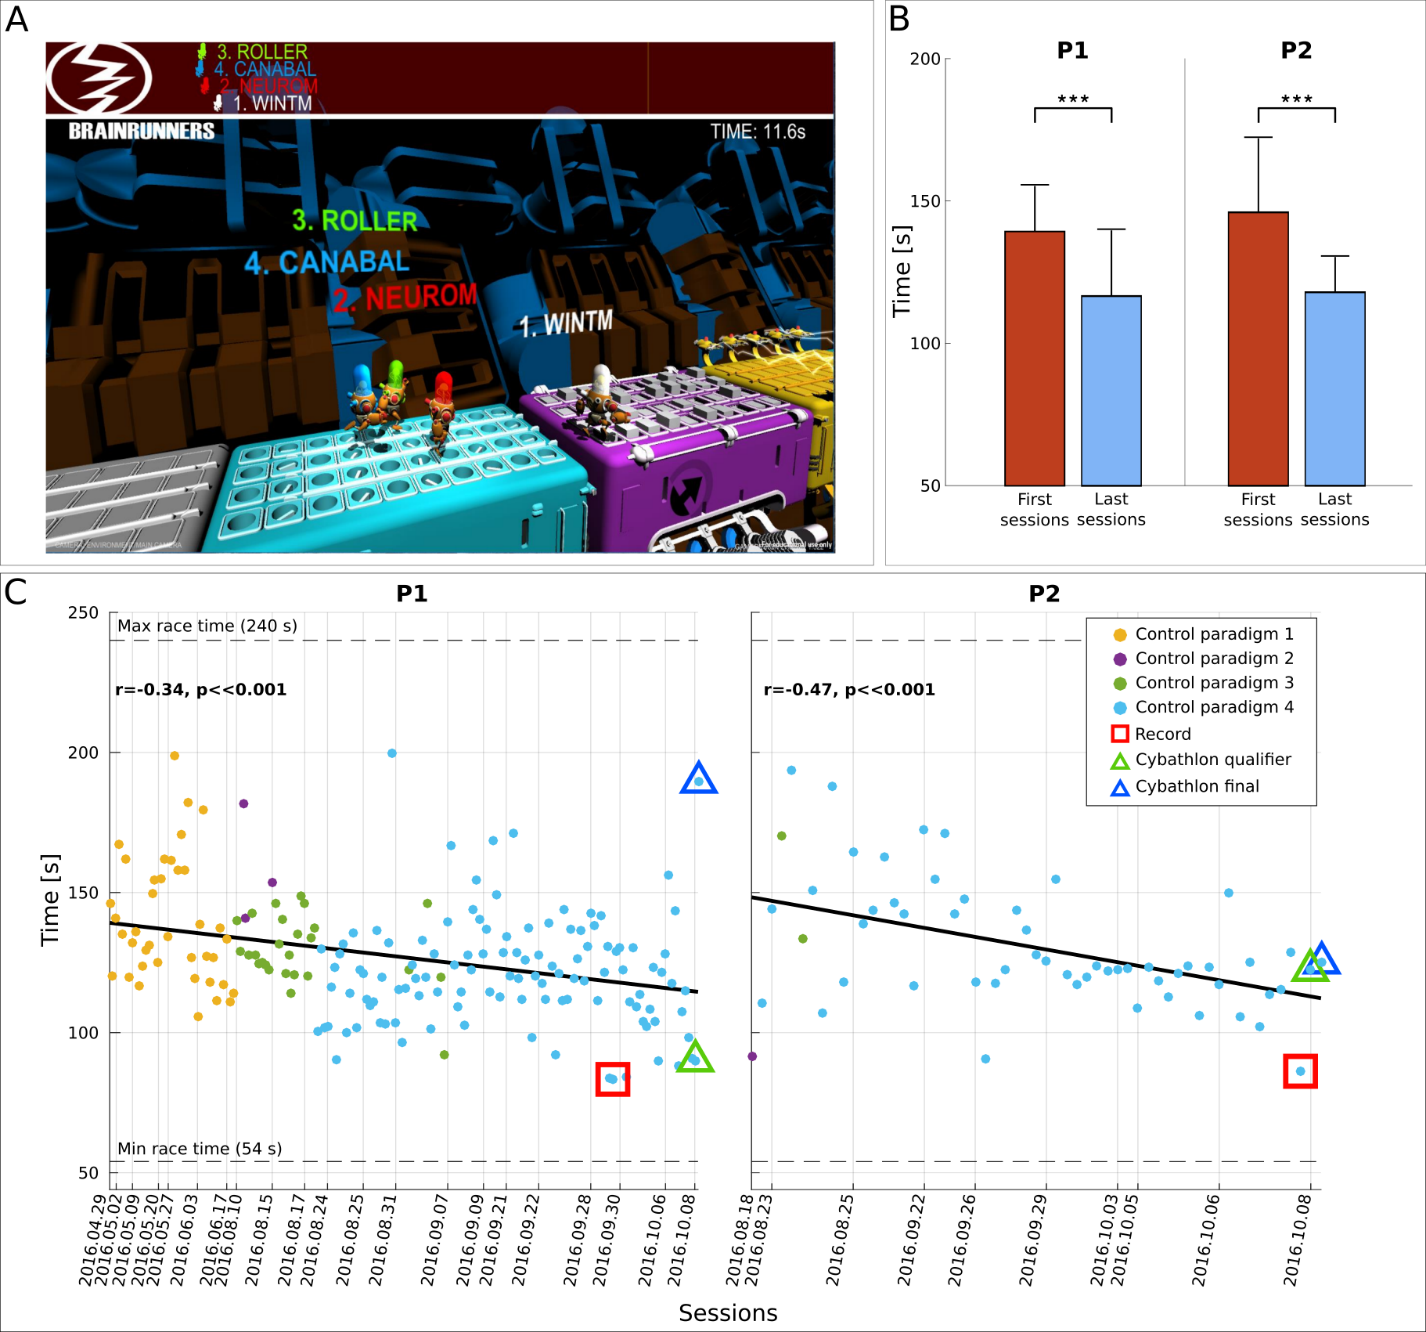 A
3. ROLLER
4. CANABAL
2. NEUROM
1. WINTM
BRAINRUNNERS
TIME: 11.6s
3. ROLLER
4. CANABAL
2. NEUROM
1. WINTM
For educational use only
B
P1
P2
200
150
100
50
Time [s]
***
***
First sessions
Last sessions
First sessions
Last sessions
C
P1
P2
250
200
150
100
50
Time [s]
Max race time (240 s)
r=-0.34, p<<0.001
Min race time (54 s)
r=-0.47, p<<0.001
Control paradigm 1
Control paradigm 2
Control paradigm 3
Control paradigm 4
Record
Cybathlon qualifier
Cybathlon final
2016.04.29
2016.05.02
2016.05.09
2016.05.20
2016.05.27
2016.06.03
2016.06.17
2016.08.10
2016.08.15
2016.08.17
2016.08.24
2016.08.25
2016.08.31
2016.09.07
2016.09.09
2016.09.21
2016.09.22
2016.09.28
2016.09.30
2016.10.06
2016.10.08
2016.08.18
2016.08.23
2016.08.25
2016.09.22
2016.09.26
2016.09.29
2016.10.03
2016.10.05
2016.10.06
2016.10.08
Sessions